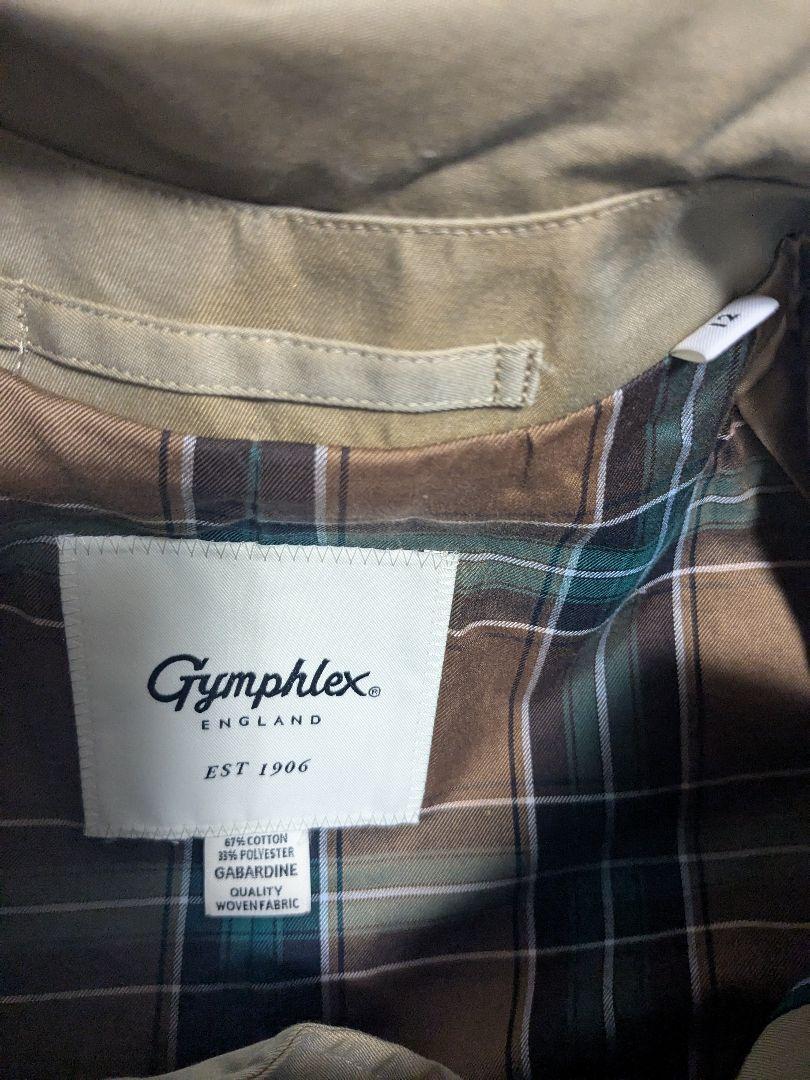 12
Gymphlex®
ENGLAND
EST 1906
67% COTTON
33% POLYESTER
GABARDINE
QUALITY
WOVEN FABRIC